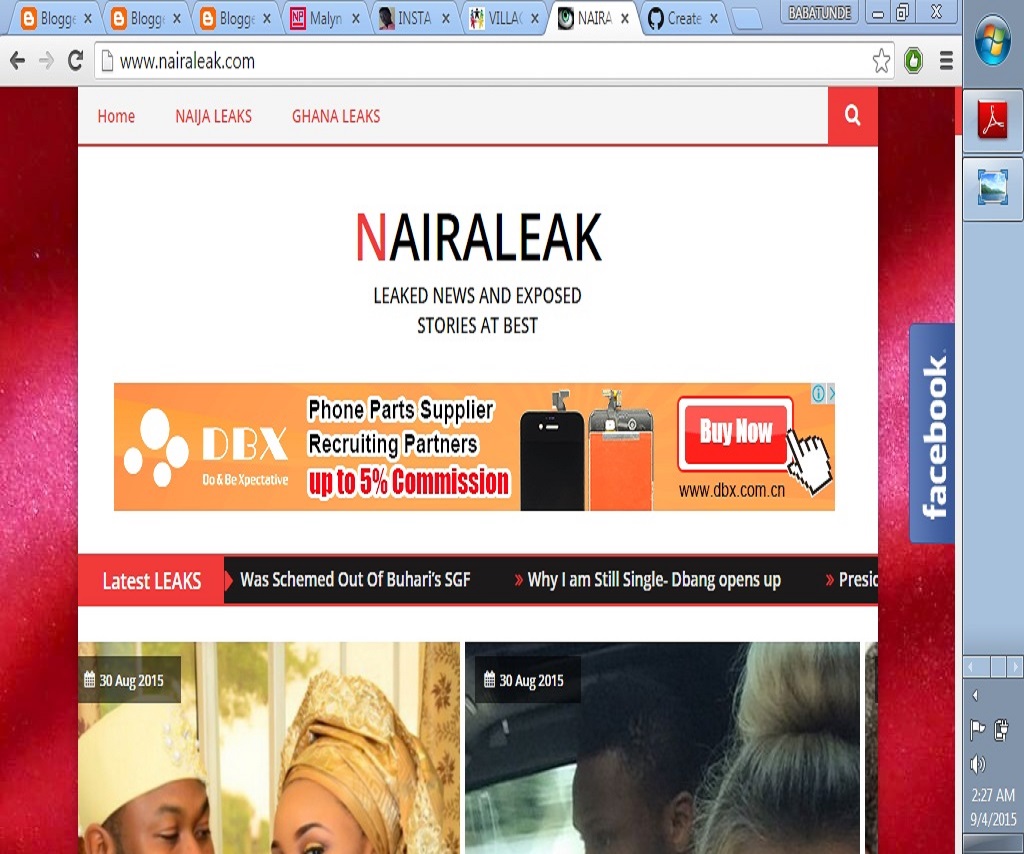 Blogge
Blogge
Blogge
Malyn
INSTA
VILLAG
NAIRA
Create
BABATUNDE
www.nairaleak.com
Home
NAIJA LEAKS
GHANA LEAKS
NAIRALEAK
LEAKED NEWS AND EXPOSED
STORIES AT BEST
DBX
Do & Be Xpectative
Phone Parts Supplier
Recruiting Partners
up to 5% Commission
Buy Now
www.dbx.com.cn
facebook
Latest LEAKS
Was Schemed Out Of Buhari's SGF
» Why I am Still Single- Dbang opens up
» Presid
30 Aug 2015
30 Aug 2015
2:27 AM
9/4/2015